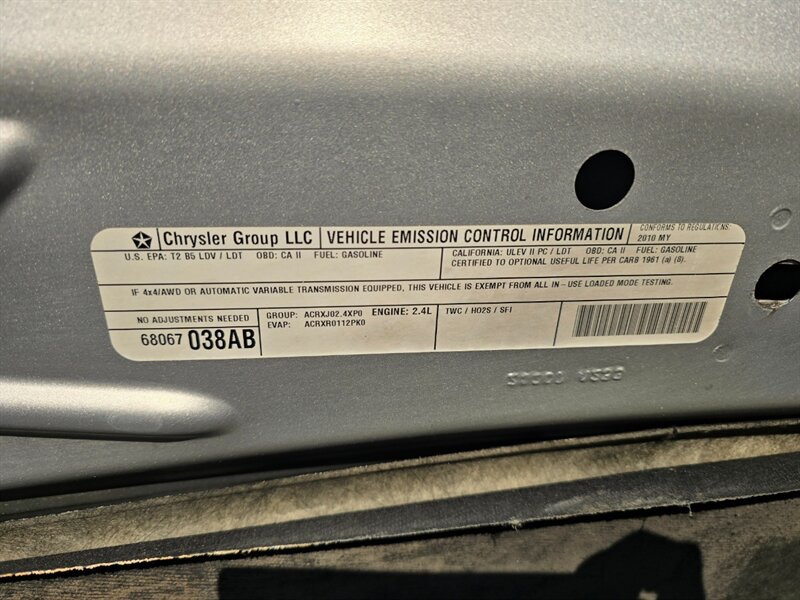 Chrysler Group LLC
VEHICLE EMISSION CONTROL INFORMATION
CONFORMS TO REGULATIONS:
2010 MY
U.S. EPA: T2 B5 LDV / LDT OBD: CA II FUEL: GASOLINE
CALIFORNIA: ULEV II PC / LDT OBD: CA II FUEL: GASOLINE
CERTIFIED TO OPTIONAL USEFUL LIFE PER CARB 1961 (a) (8).
IF 4x4/AWD OR AUTOMATIC VARIABLE TRANSMISSION EQUIPPED, THIS VEHICLE IS EXEMPT FROM ALL IN-USE LOADED MODE TESTING.
NO ADJUSTMENTS NEEDED
68067 038AB
GROUP: ACRXJ02.4XP0 ENGINE: 2.4L
EVAP: ACRXR0112PK0
TWC / HO2S / SFI